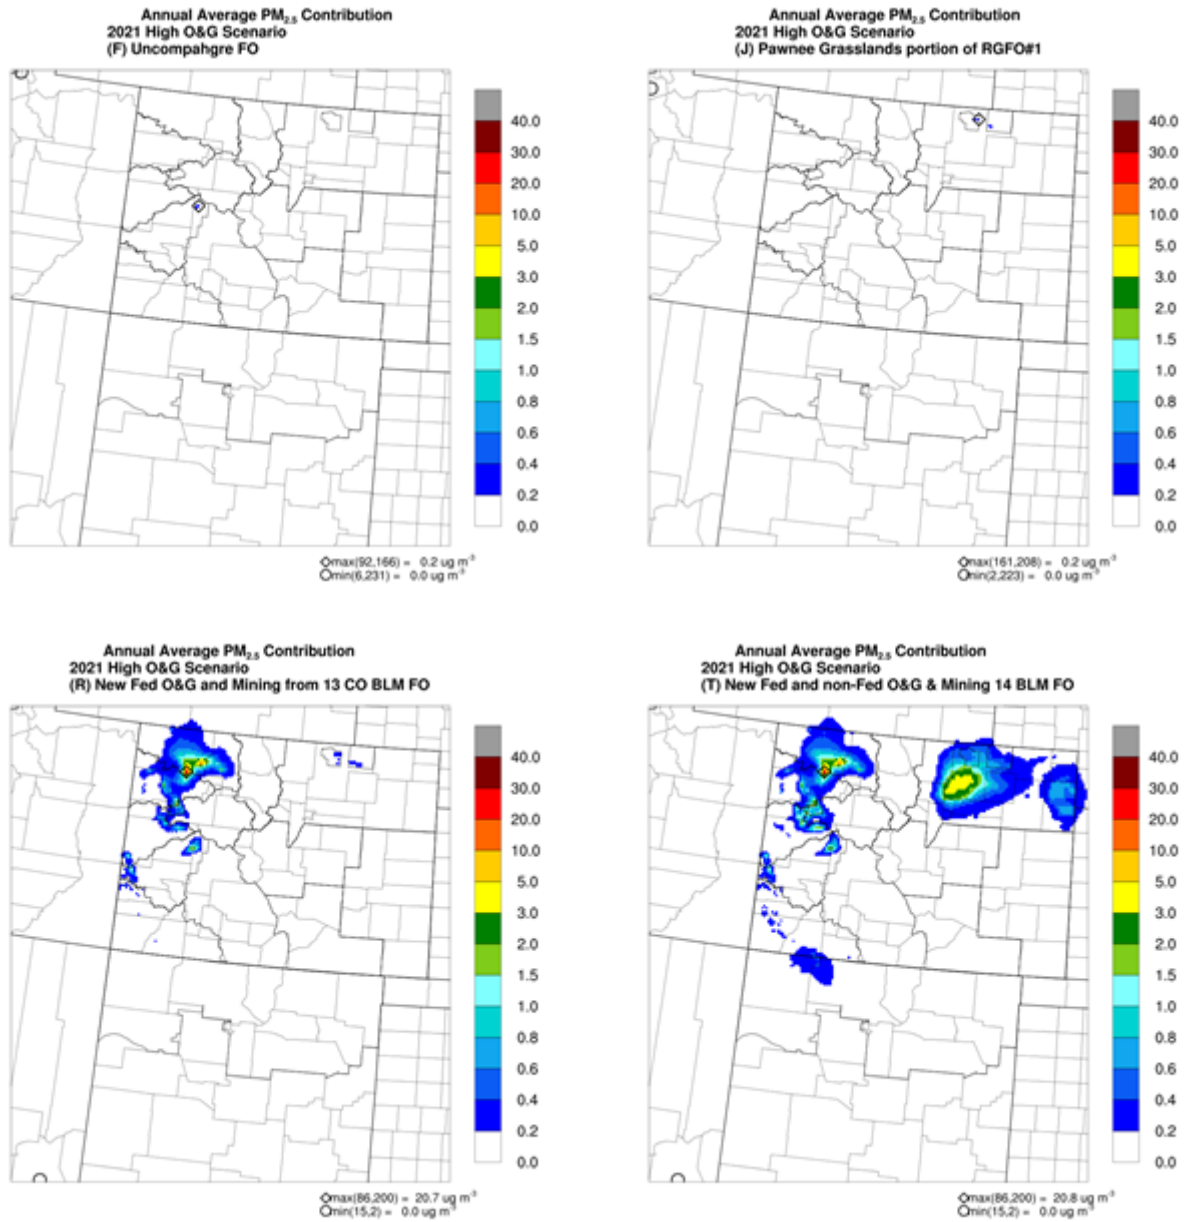 Annual Average PM2.5 Contribution
2021 High O&G Scenario
(F) Uncompahgre FO
40.0
30.0
20.0
10.0
5.0
3.0
2.0
1.5
1.0
0.8
0.6
0.4
0.2
0.0
max(92,166) = 0.2 ug m-3
min(6,231) = 0.0 ug m-3
Annual Average PM2.5 Contribution
2021 High O&G Scenario
(J) Pawnee Grasslands portion of RGFO#1
40.0
30.0
20.0
10.0
5.0
3.0
2.0
1.5
1.0
0.8
0.6
0.4
0.2
0.0
max(161,208) = 0.2 ug m-3
min(2,223) = 0.0 ug m-3
Annual Average PM2.5 Contribution
2021 High O&G Scenario
(R) New Fed O&G and Mining from 13 CO BLM FO
40.0
30.0
20.0
10.0
5.0
3.0
2.0
1.5
1.0
0.8
0.6
0.4
0.2
0.0
max(86,200) = 20.7 ug m-3
min(15,2) = 0.0 ug m-3
Annual Average PM2.5 Contribution
2021 High O&G Scenario
(T) New Fed and non-Fed O&G & Mining 14 BLM FO
40.0
30.0
20.0
10.0
5.0
3.0
2.0
1.5
1.0
0.8
0.6
0.4
0.2
0.0
max(86,200) = 20.8 ug m-3
min(15,2) = 0.0 ug m-3